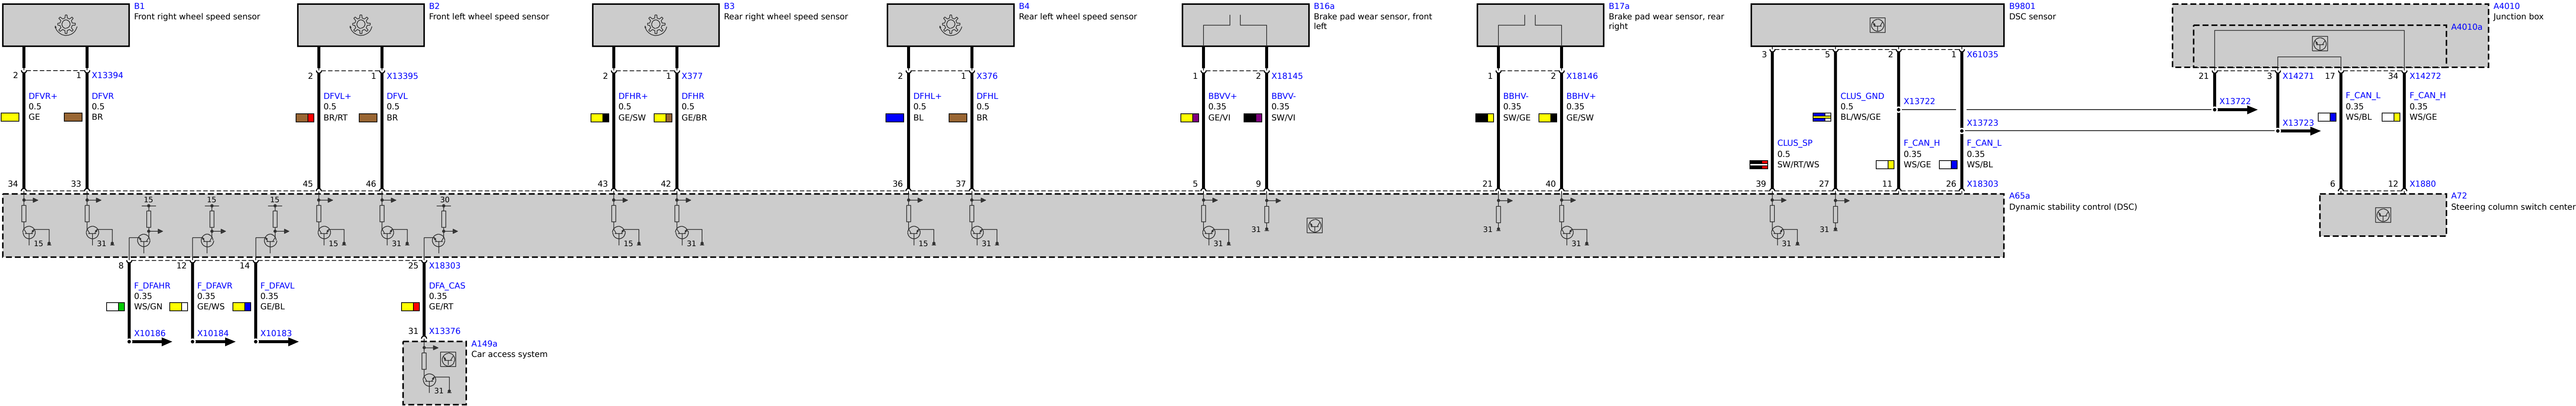 B1
Front right wheel speed sensor
B2
Front left wheel speed sensor
B3
Rear right wheel speed sensor
B4
Rear left wheel speed sensor
B16a
Brake pad wear sensor, front
left
B17a
Brake pad wear sensor, rear
right
B9801
DSC sensor
A4010
Junction box
A4010a
2 1 X13394
2 1 X13395
2 1 X377
2 1 X376
1 2 X18145
1 2 X18146
3 5 2 1 X61035
21 3 X14271 17 34 X14272
DFVR+
0.5
GE
DFVR
0.5
BR
DFVL+
0.5
BR/RT
DFVL
0.5
BR
DFHR+
0.5
GE/SW
DFHR
0.5
GE/BR
DFHL+
0.5
BL
DFHL
0.5
BR
BBVV+
0.35
GE/VI
BBVV-
0.35
SW/VI
BBHV-
0.35
SW/GE
BBHV+
0.35
GE/SW
CLUS_SP
0.5
SW/RT/WS
CLUS_GND
0.5
BL/WS/GE
X13722
F_CAN_H
0.35
WS/GE
X13723
F_CAN_L
0.35
WS/BL
X13722
X13723
F_CAN_L
0.35
WS/BL
F_CAN_H
0.35
WS/GE
34 33 45 46 43 42 36 37 5 9 21 40 39 27 11 26 X18303
6 12 X1880
A65a
Dynamic stability control (DSC)
A72
Steering column switch center
15 15 15 30
15 31 15 31 15 31 15 31 31 31 31 31 31 31
8 12 14 25 X18303
F_DFAHR
0.35
WS/GN
X10186
F_DFAVR
0.35
GE/WS
X10184
F_DFAVL
0.35
GE/BL
X10183
DFA_CAS
0.35
GE/RT
31 X13376
A149a
Car access system
31